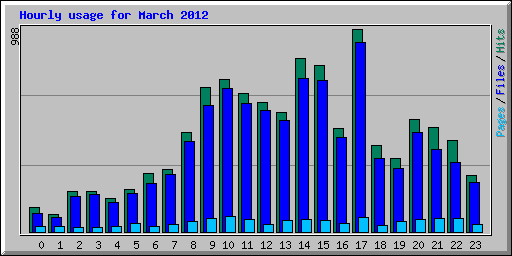 Hourly usage for March 2012
988
Pages / Files / Hits
0 1 2 3 4 5 6 7 8 9 10 11 12 13 14 15 16 17 18 19 20 21 22 23